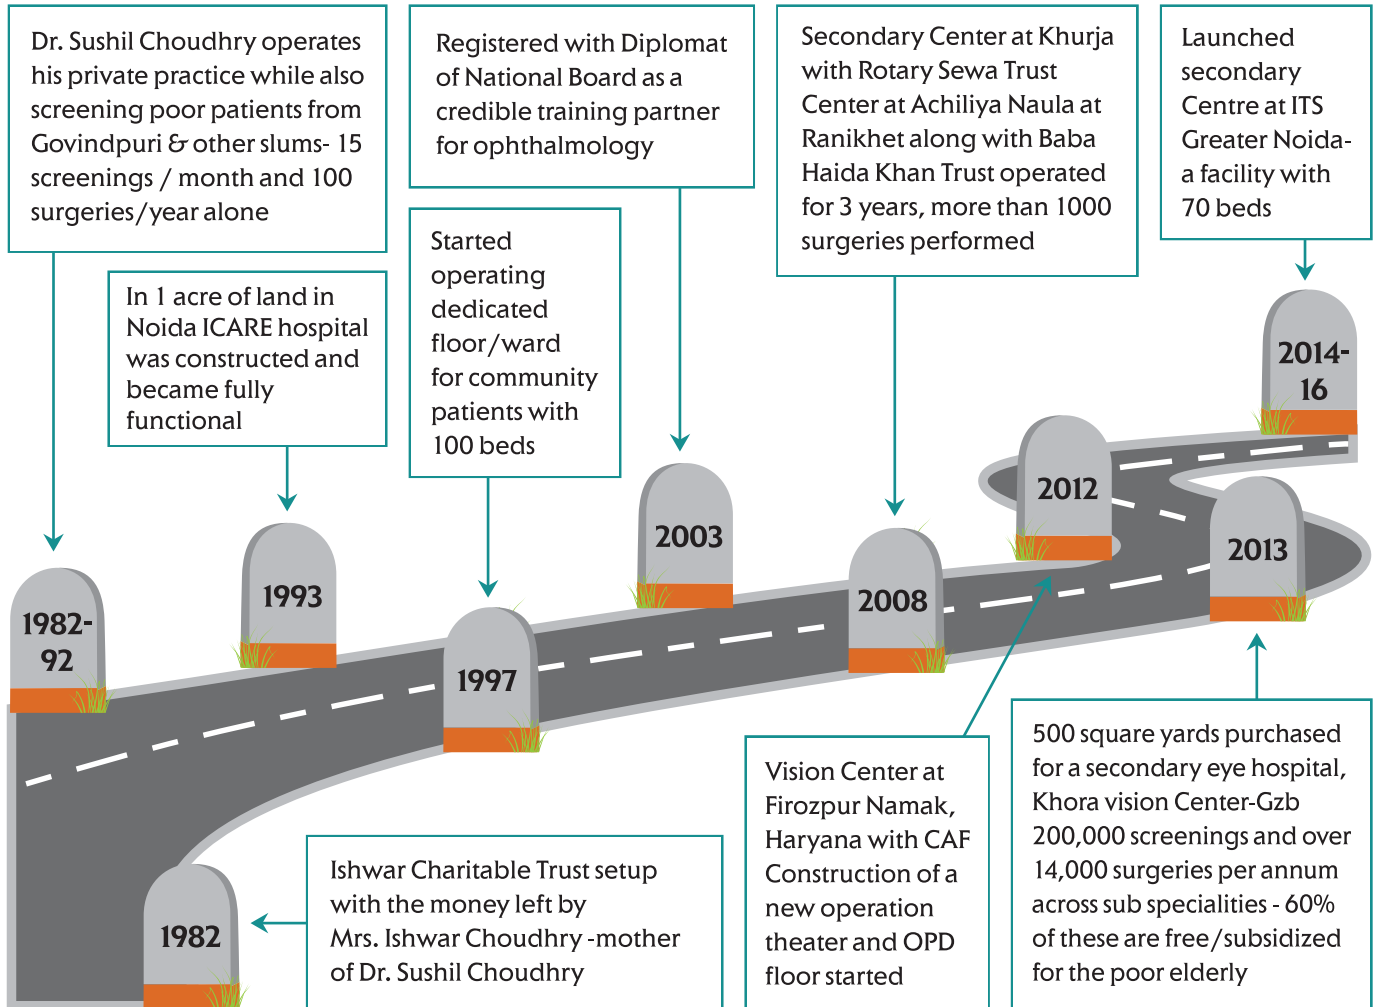 Dr. Sushil Choudhry operates
his private practice while also
screening poor patients from
Govindpuri & other slums- 15
screenings / month and 100
surgeries/year alone
Registered with Diplomat
of National Board as a
credible training partner
for ophthalmology
Secondary Center at Khurja
with Rotary Sewa Trust
Center at Achiliya Naula at
Ranikhet along with Baba
Haida Khan Trust operated
for 3 years, more than 1000
surgeries performed
Launched
secondary
Centre at ITS
Greater Noida-
a facility with
70 beds
In 1 acre of land in
Noida ICARE hospital
was constructed and
became fully
functional
Started
operating
dedicated
floor/ward
for community
patients with
100 beds
2014-
16
2012
2003
2013
1993
2008
1982-
92
1997
Vision Center at
Firozpur Namak,
Haryana with CAF
Construction of a
new operation
theater and OPD
floor started
500 square yards purchased
for a secondary eye hospital,
Khora vision Center-Gzb
200,000 screenings and over
14,000 surgeries per annum
across sub specialities - 60%
of these are free/subsidized
for the poor elderly
1982
Ishwar Charitable Trust setup
with the money left by
Mrs. Ishwar Choudhry -mother
of Dr. Sushil Choudhry